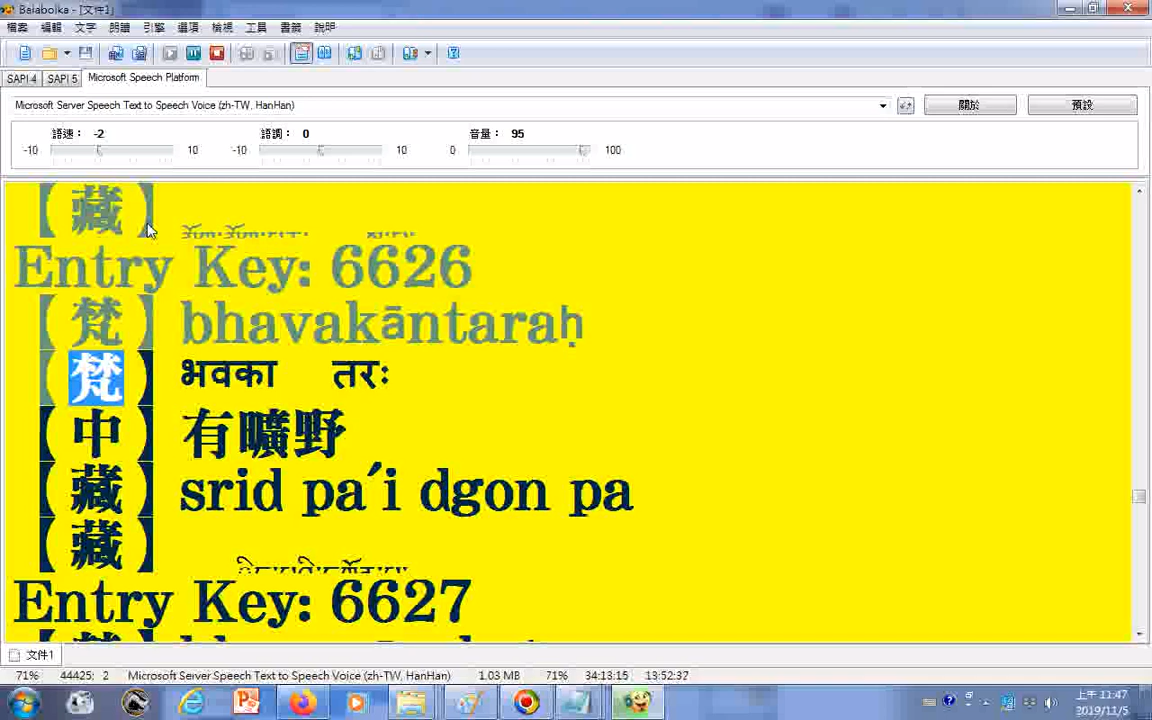 Balabolka - [文件1]
檔案 編輯 文字 朗讀 引擎 選項 檢視 工具 書籤 說明
SAPI 4 SAPI 5 Microsoft Speech Platform
Microsoft Server Speech Text to Speech Voice (zh-TW, HanHan) 關於 預設
語速： -2 語調： 0 音量： 95
-10 10 -10 10 0 100
【 藏 】
Entry Key: 6626
【 梵 】 bhavakāntaraḥ
【 梵 】 भवका तरः
【 中 】 有曠野
【 藏 】 srid pa´i dgon pa
【 藏 】
Entry Key: 6627
文件1
71% 44425; 2 Microsoft Server Speech Text to Speech Voice (zh-TW, HanHan) 1.03 MB 71% 34:13:15 13:52:37
上午 11:47
2019/11/5